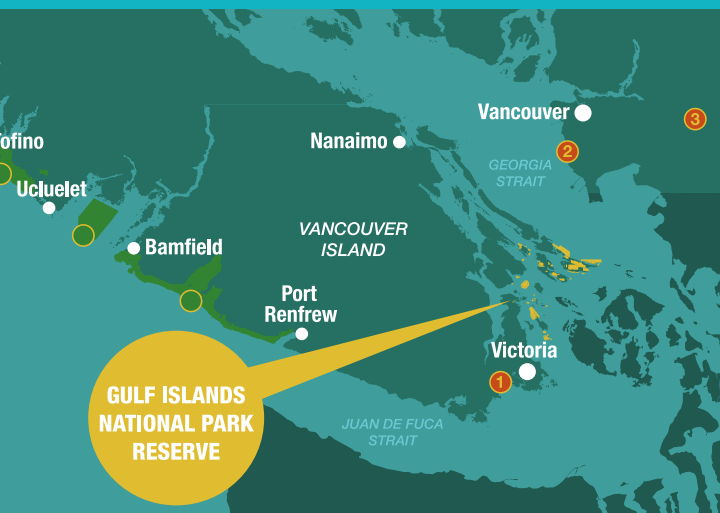 Vancouver
3
2
Nanaimo
ofino
GEORGIA
STRAIT
Ucluelet
VANCOUVER
ISLAND
Bamfield
Port
Renfrew
Victoria
1
GULF ISLANDS
NATIONAL PARK
RESERVE
JUAN DE FUCA
STRAIT